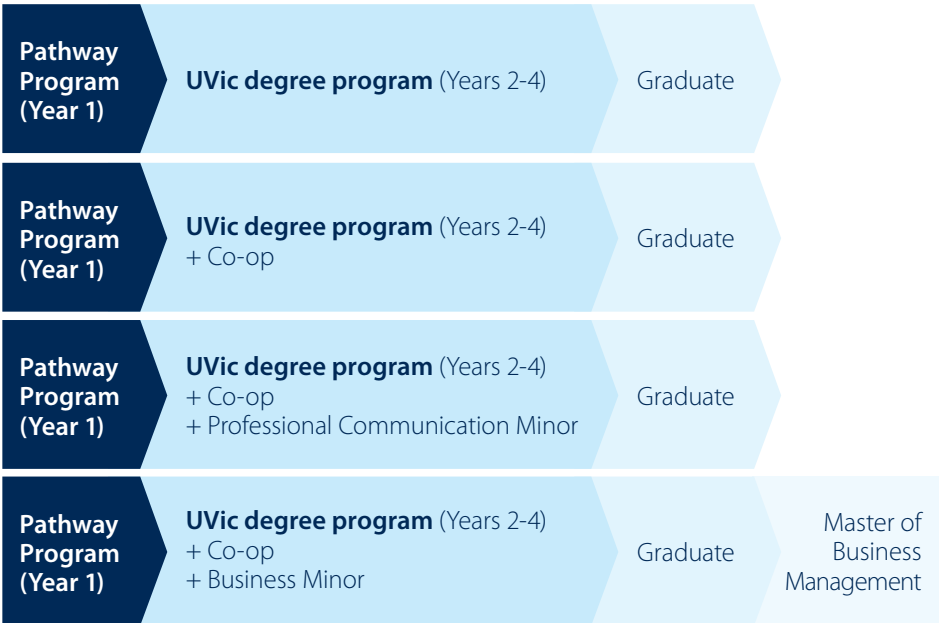 Pathway
Program
(Year 1)
UVic degree program (Years 2-4)
Graduate
Pathway
Program
(Year 1)
UVic degree program (Years 2-4)
+ Co-op
Graduate
Pathway
Program
(Year 1)
UVic degree program (Years 2-4)
+ Co-op
+ Professional Communication Minor
Graduate
Pathway
Program
(Year 1)
UVic degree program (Years 2-4)
+ Co-op
+ Business Minor
Graduate
Master of
Business
Management